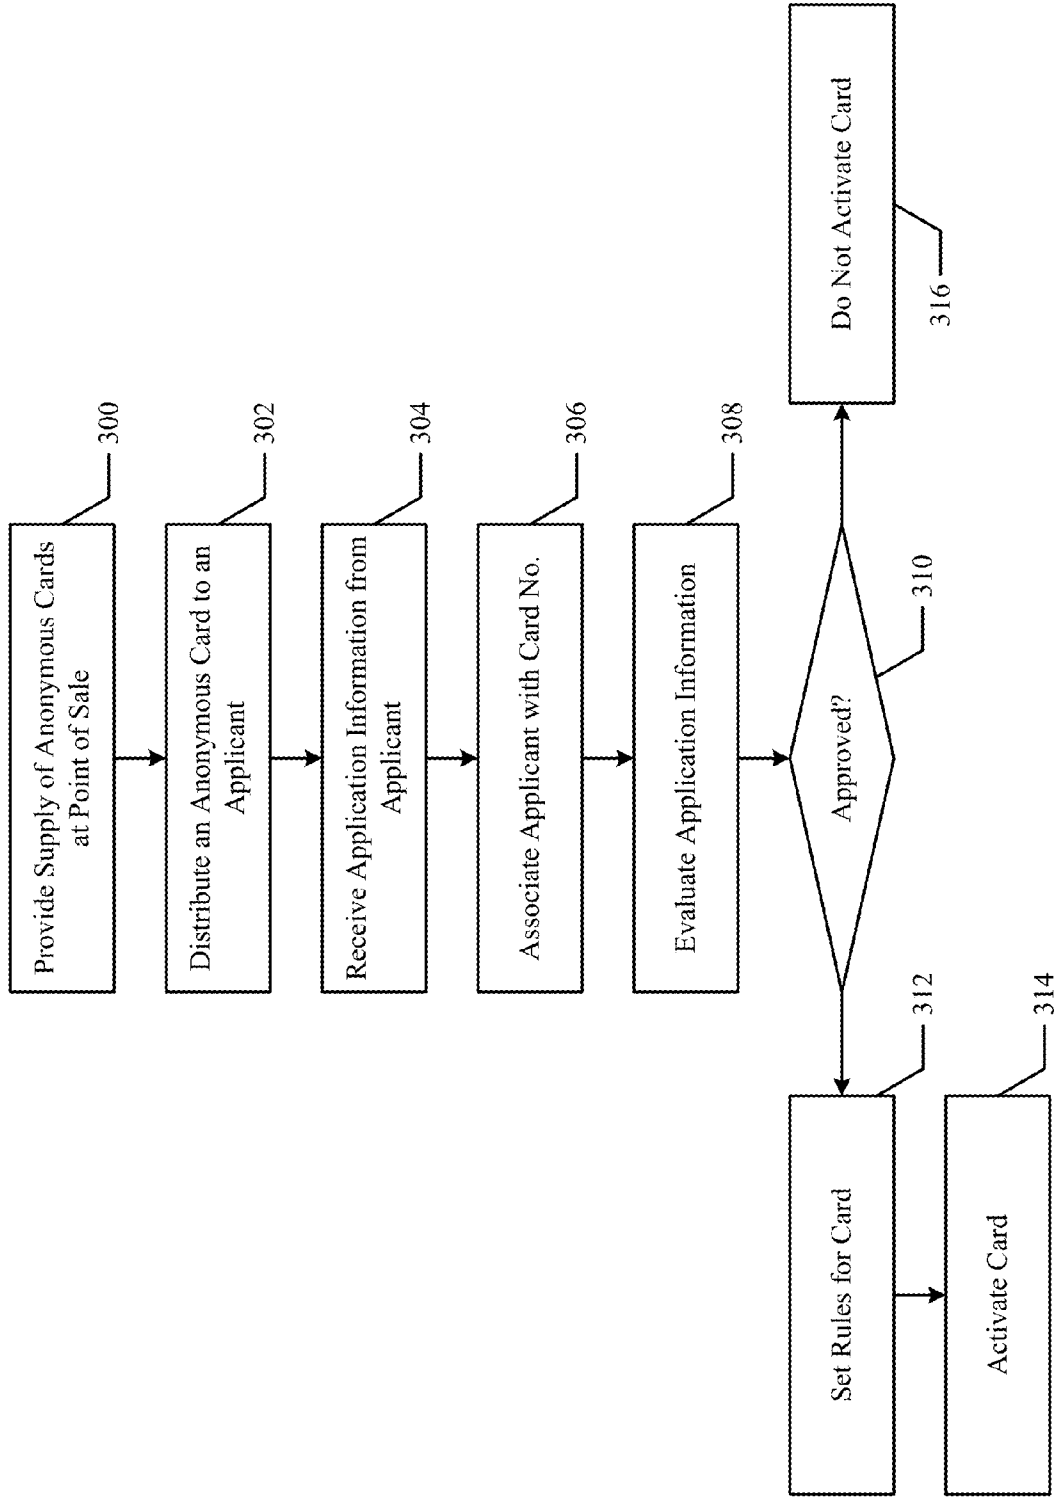 Provide Supply of Anonymous Cards
at Point of Sale
300
Distribute an Anonymous Card to an
Applicant
302
Receive Application Information from
Applicant
304
Associate Applicant with Card No.
306
Evaluate Application Information
308
Approved?
310
Set Rules for Card
312
Do Not Activate Card
316
Activate Card
314